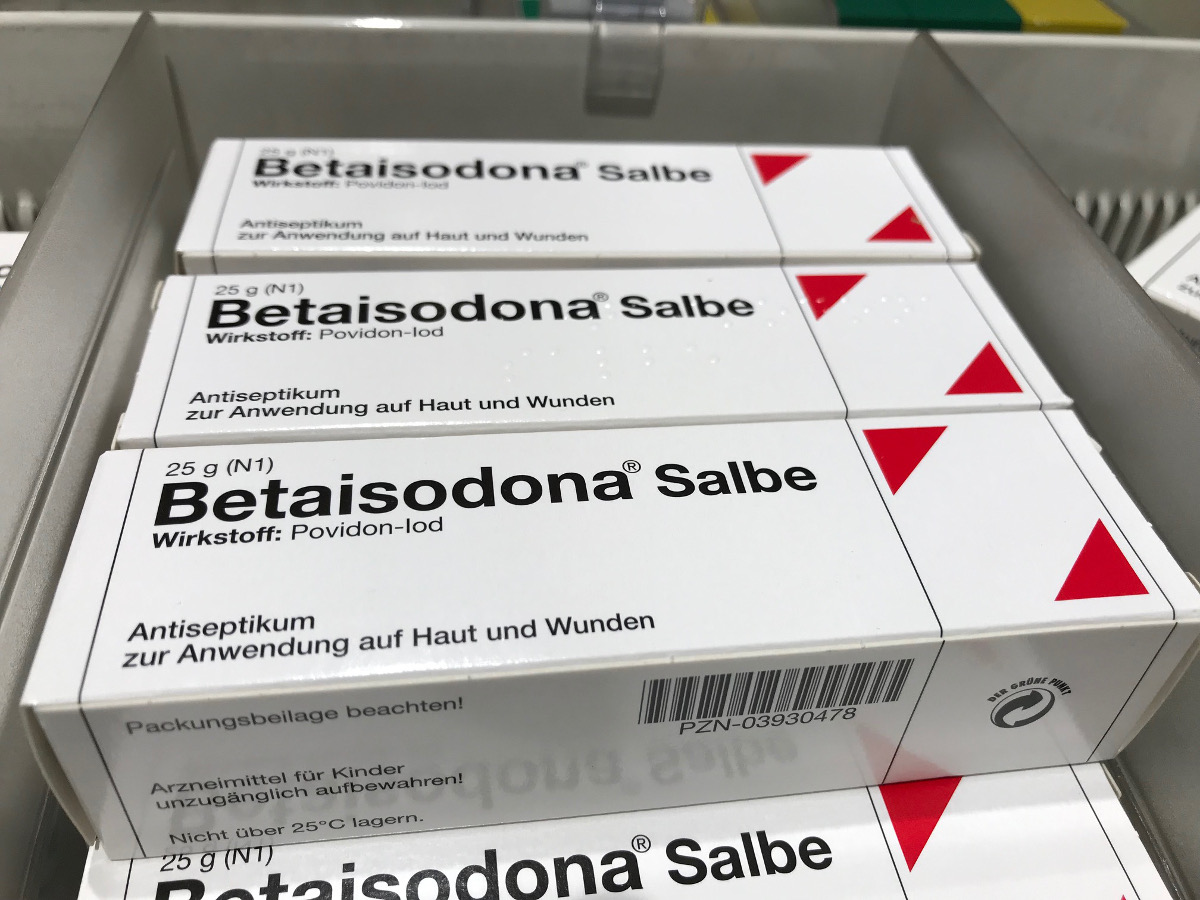 25 g (N1)
Betaisodona® Salbe
Wirkstoff: Povidon-Iod
Antiseptikum
zur Anwendung auf Haut und Wunden
25 g (N1)
Betaisodona® Salbe
Wirkstoff: Povidon-Iod
Antiseptikum
zur Anwendung auf Haut und Wunden
25 g (N1)
Betaisodona® Salbe
Wirkstoff: Povidon-Iod
Antiseptikum
zur Anwendung auf Haut und Wunden
Packungsbeilage beachten!
PZN-03930478
DER GRÜNE PUNKT
Arzneimittel für Kinder
unzugänglich aufbewahren!
Nicht über 25°C lagern.
25 g (N1)
Betaisodona® Salbe